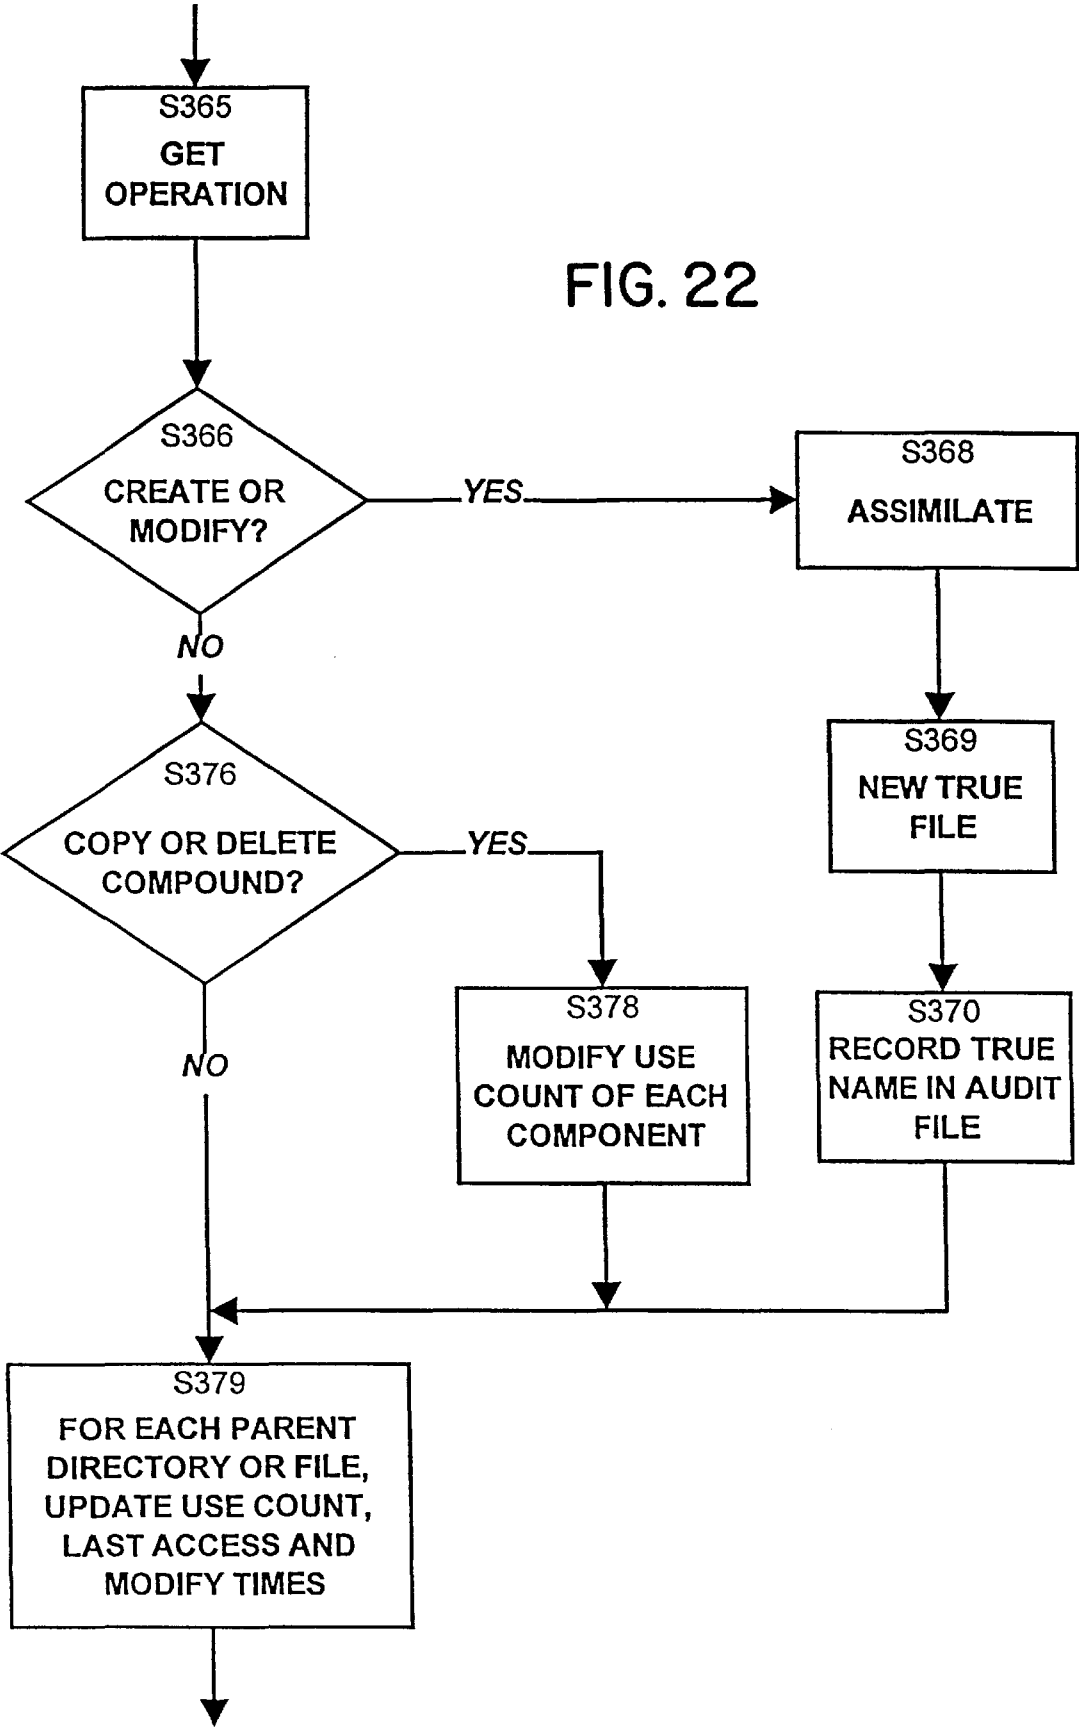 S365
GET
OPERATION
FIG. 22
S366
CREATE OR
MODIFY?
YES
S368
ASSIMILATE
NO
S369
NEW TRUE
FILE
S376
COPY OR DELETE
COMPOUND?
YES
S378
MODIFY USE
COUNT OF EACH
COMPONENT
S370
RECORD TRUE
NAME IN AUDIT
FILE
NO
S379
FOR EACH PARENT
DIRECTORY OR FILE,
UPDATE USE COUNT,
LAST ACCESS AND
MODIFY TIMES